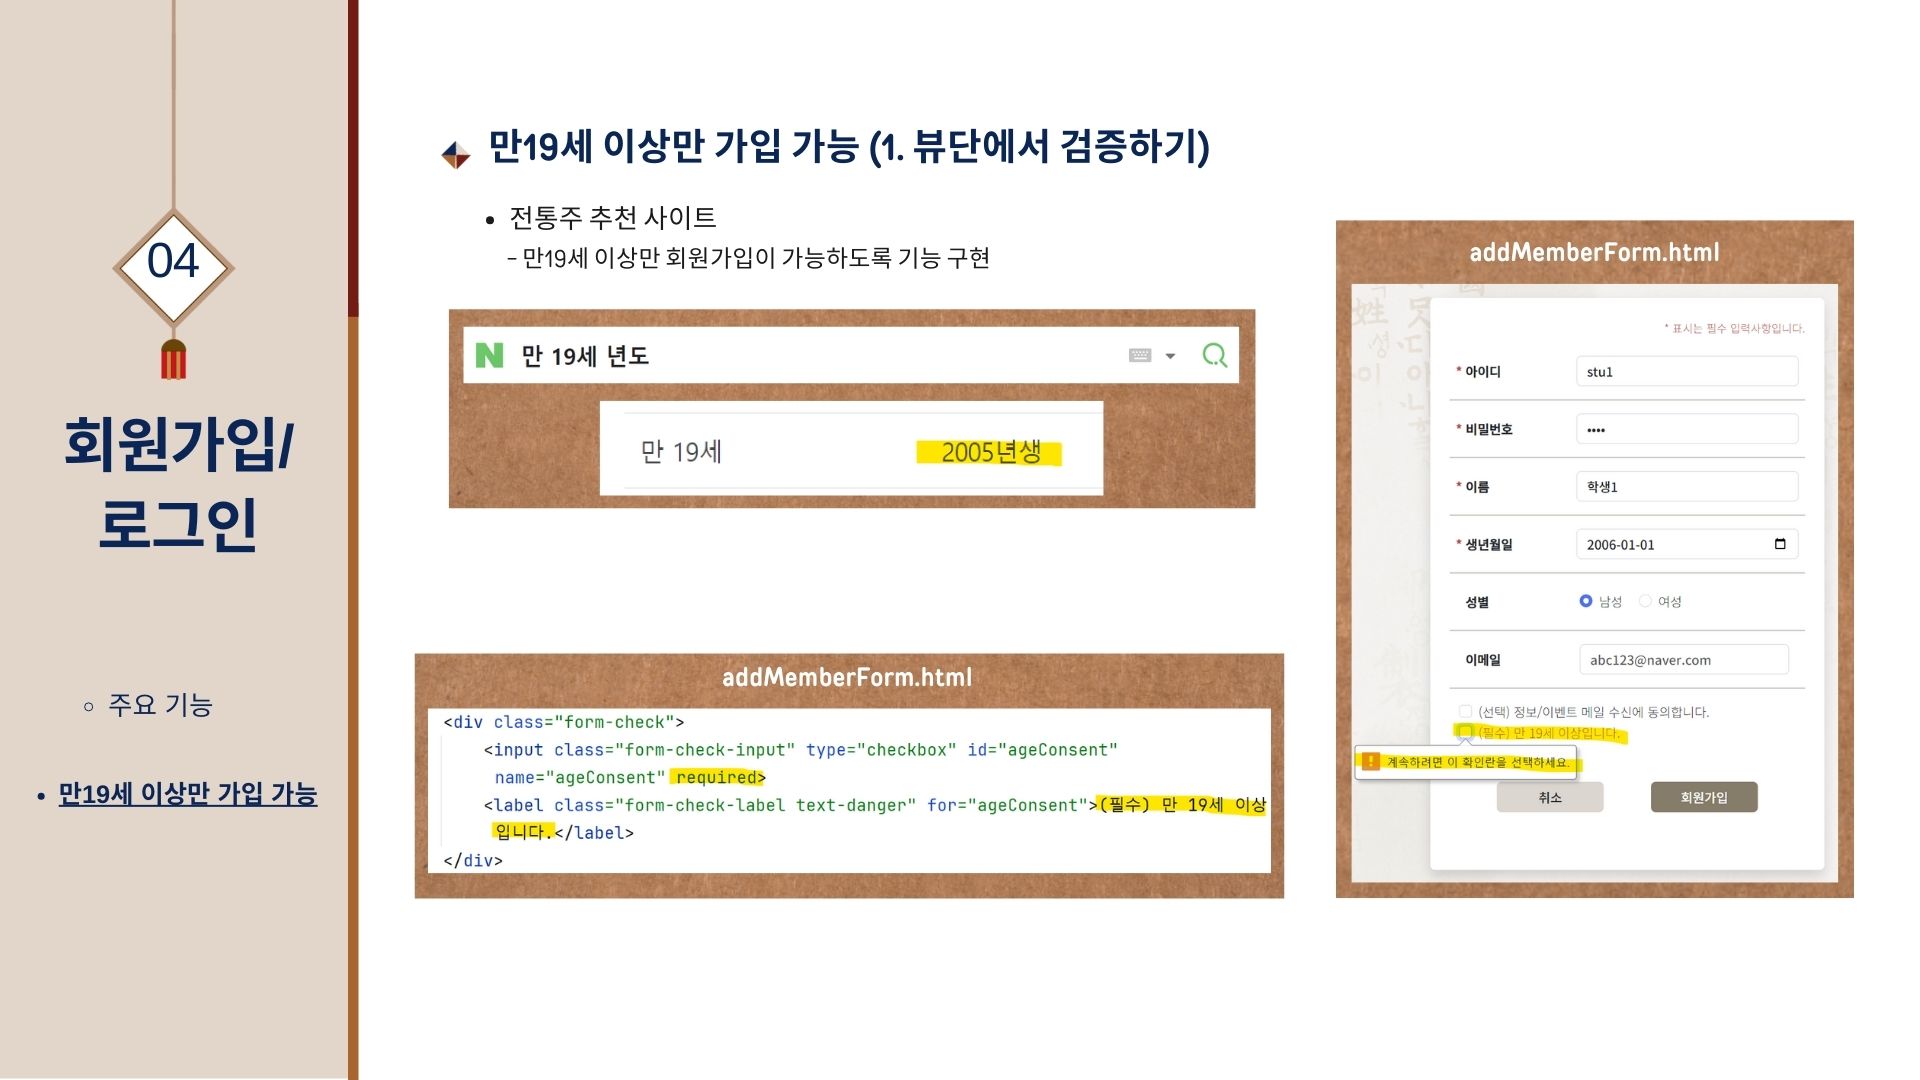 04
회원가입/
로그인
주요 기능
만19세 이상만 가입 가능
만19세 이상만 가입 가능 (1. 뷰단에서 검증하기)
전통주 추천 사이트
- 만19세 이상만 회원가입이 가능하도록 기능 구현
N 만 19세 년도
만 19세 2005년생
addMemberForm.html
<div class="form-check">
<input class="form-check-input" type="checkbox" id="ageConsent"
name="ageConsent" required>
<label class="form-check-label text-danger" for="ageConsent">(필수) 만 19세 이상
입니다.</label>
</div>
addMemberForm.html
* 표시는 필수 입력사항입니다.
* 아이디 stu1
* 비밀번호 ••••
* 이름 학생1
* 생년월일 2006-01-01
성별 남성 여성
이메일 abc123@naver.com
(선택) 정보/이벤트 메일 수신에 동의합니다.
(필수) 만 19세 이상입니다.
! 계속하려면 이 확인란을 선택하세요.
취소 회원가입